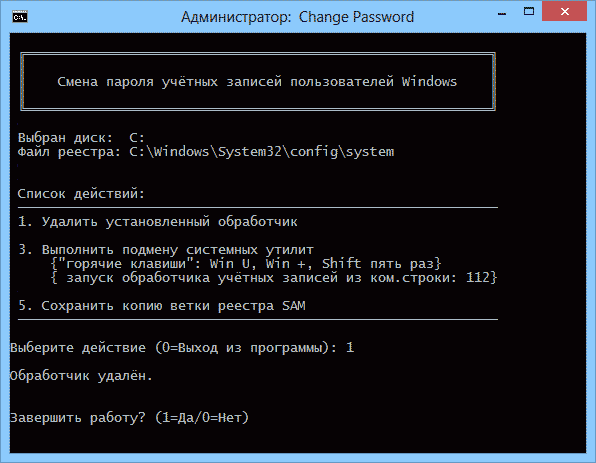 Администратор: Change Password
Смена пароля учётных записей пользователей Windows
Выбран диск: C:
Файл реестра: C:\Windows\System32\config\system
Список действий:
1. Удалить установленный обработчик
3. Выполнить подмену системных утилит
{"горячие клавиши": Win U, Win +, Shift пять раз}
{ запуск обработчика учётных записей из ком.строки: 112}
5. Сохранить копию ветки реестра SAM
Выберите действие (0=Выход из программы): 1
Обработчик удалён.
Завершить работу? (1=Да/0=Нет)